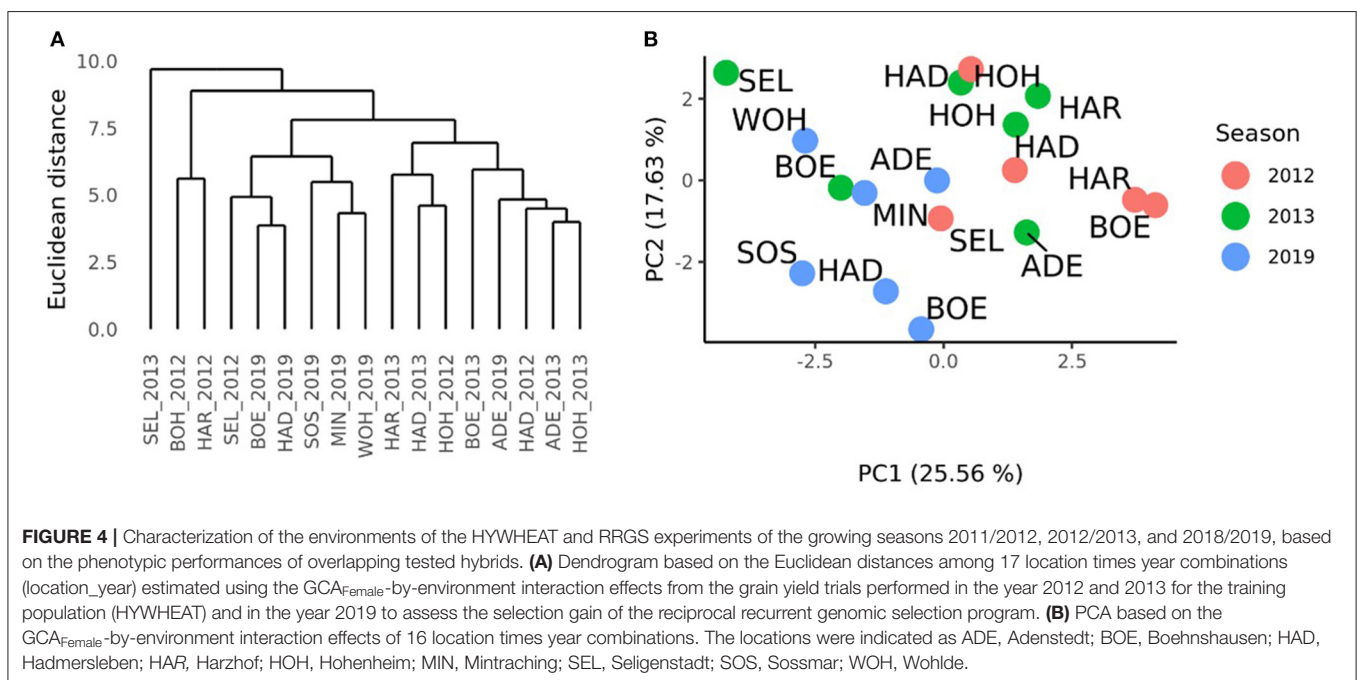 A
B
Euclidean distance
10.0
7.5
5.0
2.5
0.0
SEL_2013
BOH_2012
HAR_2012
SEL_2012
BOE_2019
HAD_2019
SOS_2019
MIN_2019
WOH_2019
HAR_2013
HAD_2013
HOH_2012
BOE_2013
ADE_2019
HAD_2012
ADE_2013
HOH_2013
PC2 (17.63 %)
2
0
-2
SEL
HAD
HOH
WOH
HOH
HAR
BOE
ADE
HAD
HAR
MIN
SEL
BOE
SOS
HAD
ADE
BOE
-2.5
0.0
2.5
PC1 (25.56 %)
Season
2012
2013
2019
FIGURE 4 | Characterization of the environments of the HYWHEAT and RRGS experiments of the growing seasons 2011/2012, 2012/2013, and 2018/2019, based
on the phenotypic performances of overlapping tested hybrids. (A) Dendrogram based on the Euclidean distances among 17 location times year combinations
(location_year) estimated using the GCAFemale-by-environment interaction effects from the grain yield trials performed in the year 2012 and 2013 for the training
population (HYWHEAT) and in the year 2019 to assess the selection gain of the reciprocal recurrent genomic selection program. (B) PCA based on the
GCAFemale-by-environment interaction effects of 16 location times year combinations. The locations were indicated as ADE, Adenstedt; BOE, Boehnshausen; HAD,
Hadmersleben; HAR, Harzhof; HOH, Hohenheim; MIN, Mintraching; SEL, Seligenstadt; SOS, Sossmar; WOH, Wohlde.